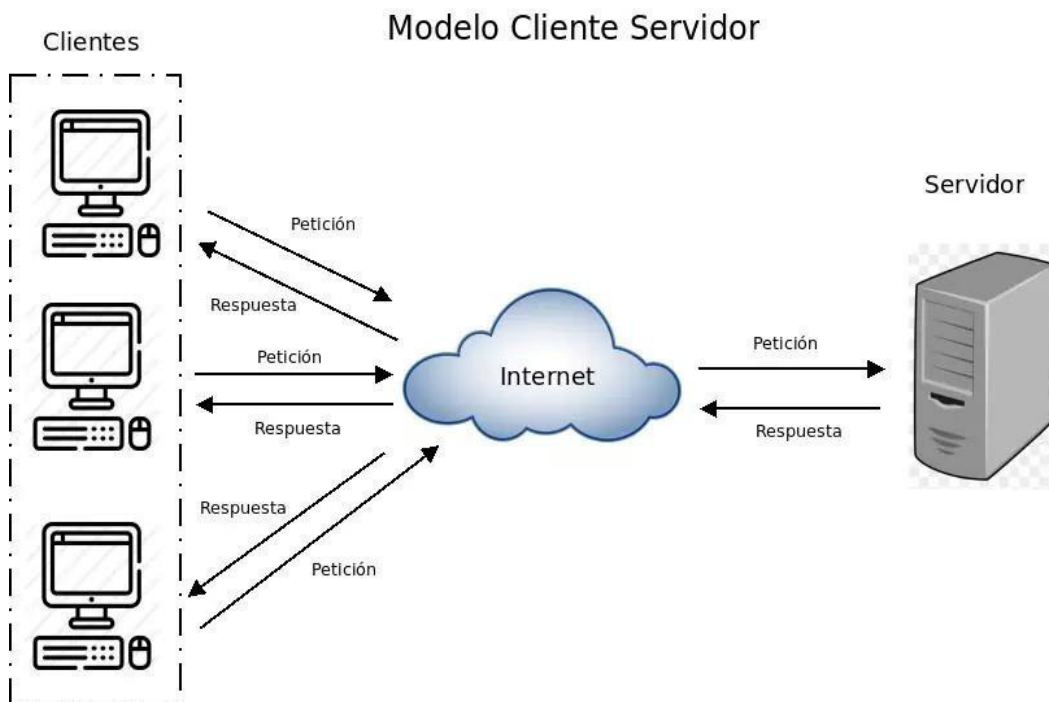 Modelo Cliente Servidor
Clientes
Servidor
Petición
Respuesta
Petición
Respuesta
Internet
Petición
Respuesta
Respuesta
Petición